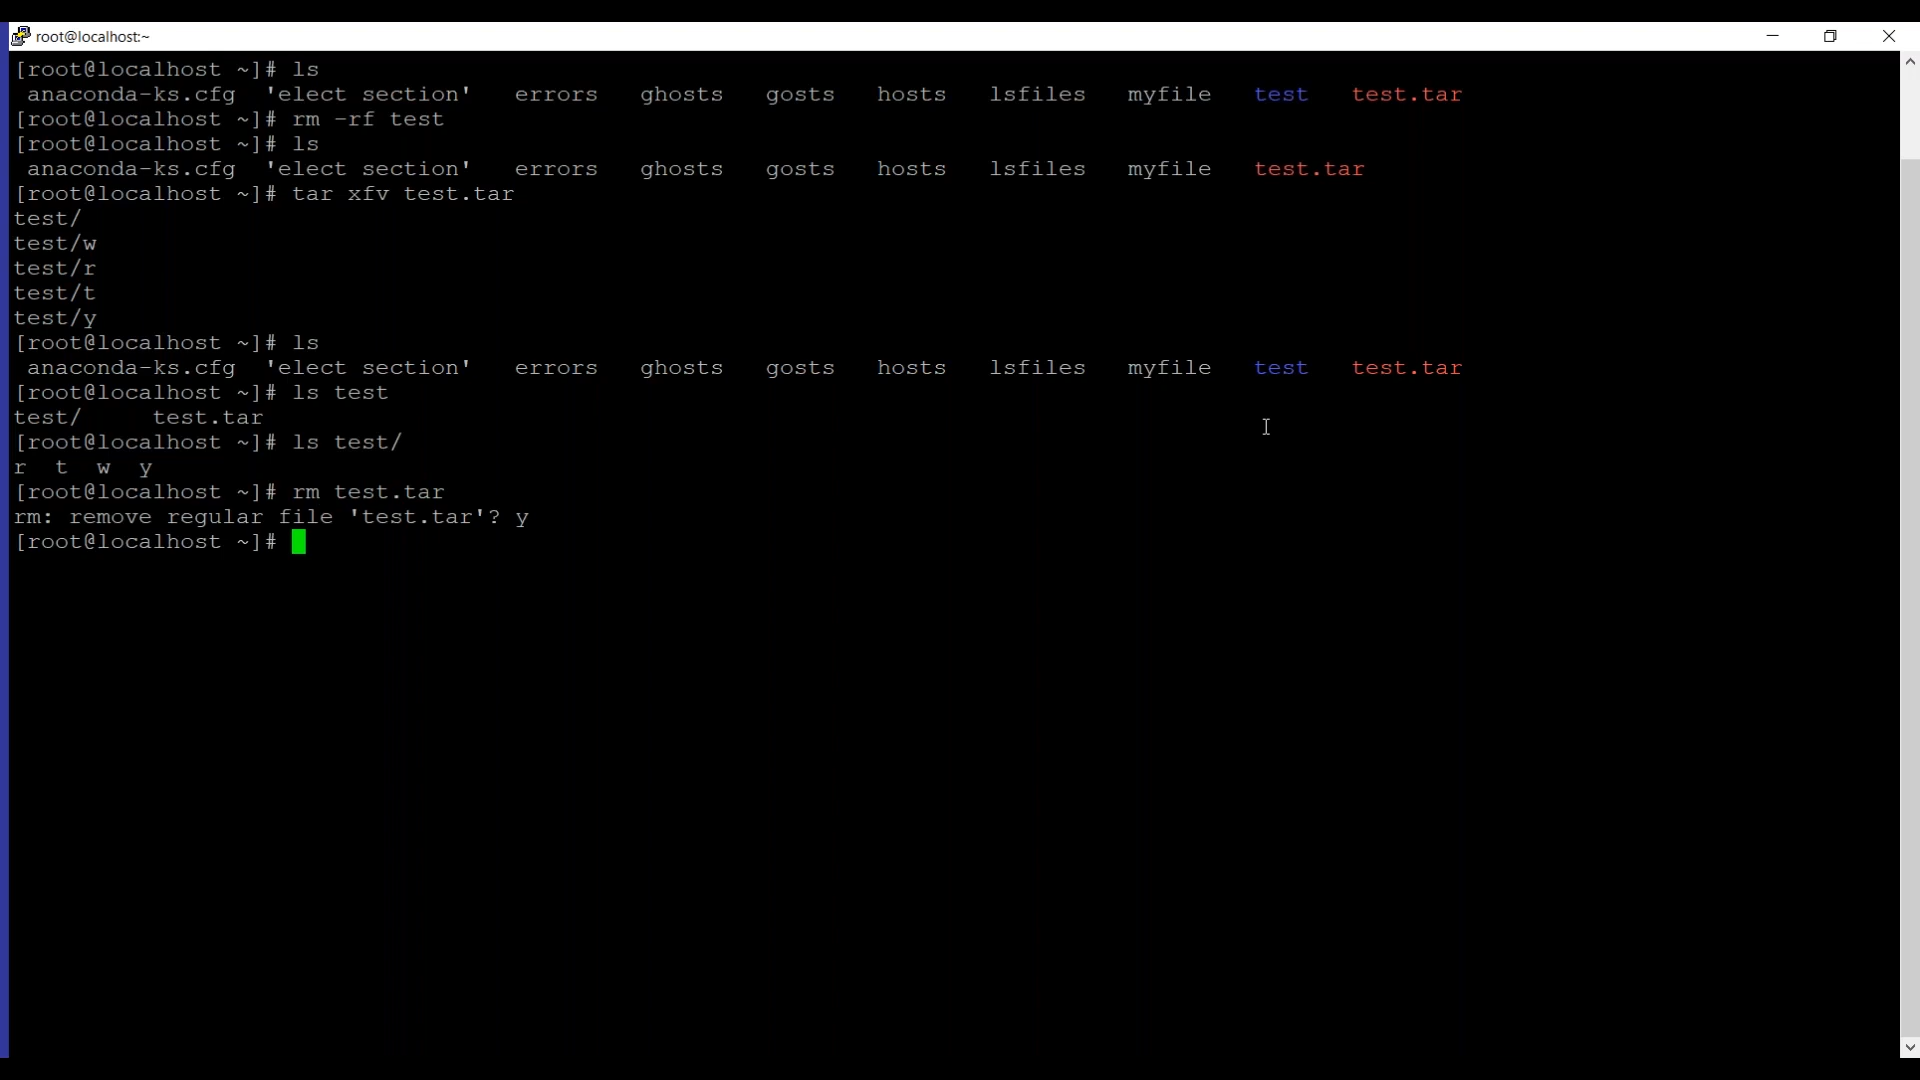 root@localhost:~
[root@localhost ~]# ls
 anaconda-ks.cfg  'elect section'   errors   ghosts   gosts   hosts   lsfiles   myfile   test   test.tar
[root@localhost ~]# rm -rf test
[root@localhost ~]# ls
 anaconda-ks.cfg  'elect section'   errors   ghosts   gosts   hosts   lsfiles   myfile   test.tar
[root@localhost ~]# tar xfv test.tar
test/
test/w
test/r
test/t
test/y
[root@localhost ~]# ls
 anaconda-ks.cfg  'elect section'   errors   ghosts   gosts   hosts   lsfiles   myfile   test   test.tar
[root@localhost ~]# ls test
test/     test.tar
[root@localhost ~]# ls test/
r  t  w  y
[root@localhost ~]# rm test.tar
rm: remove regular file 'test.tar'? y
[root@localhost ~]#